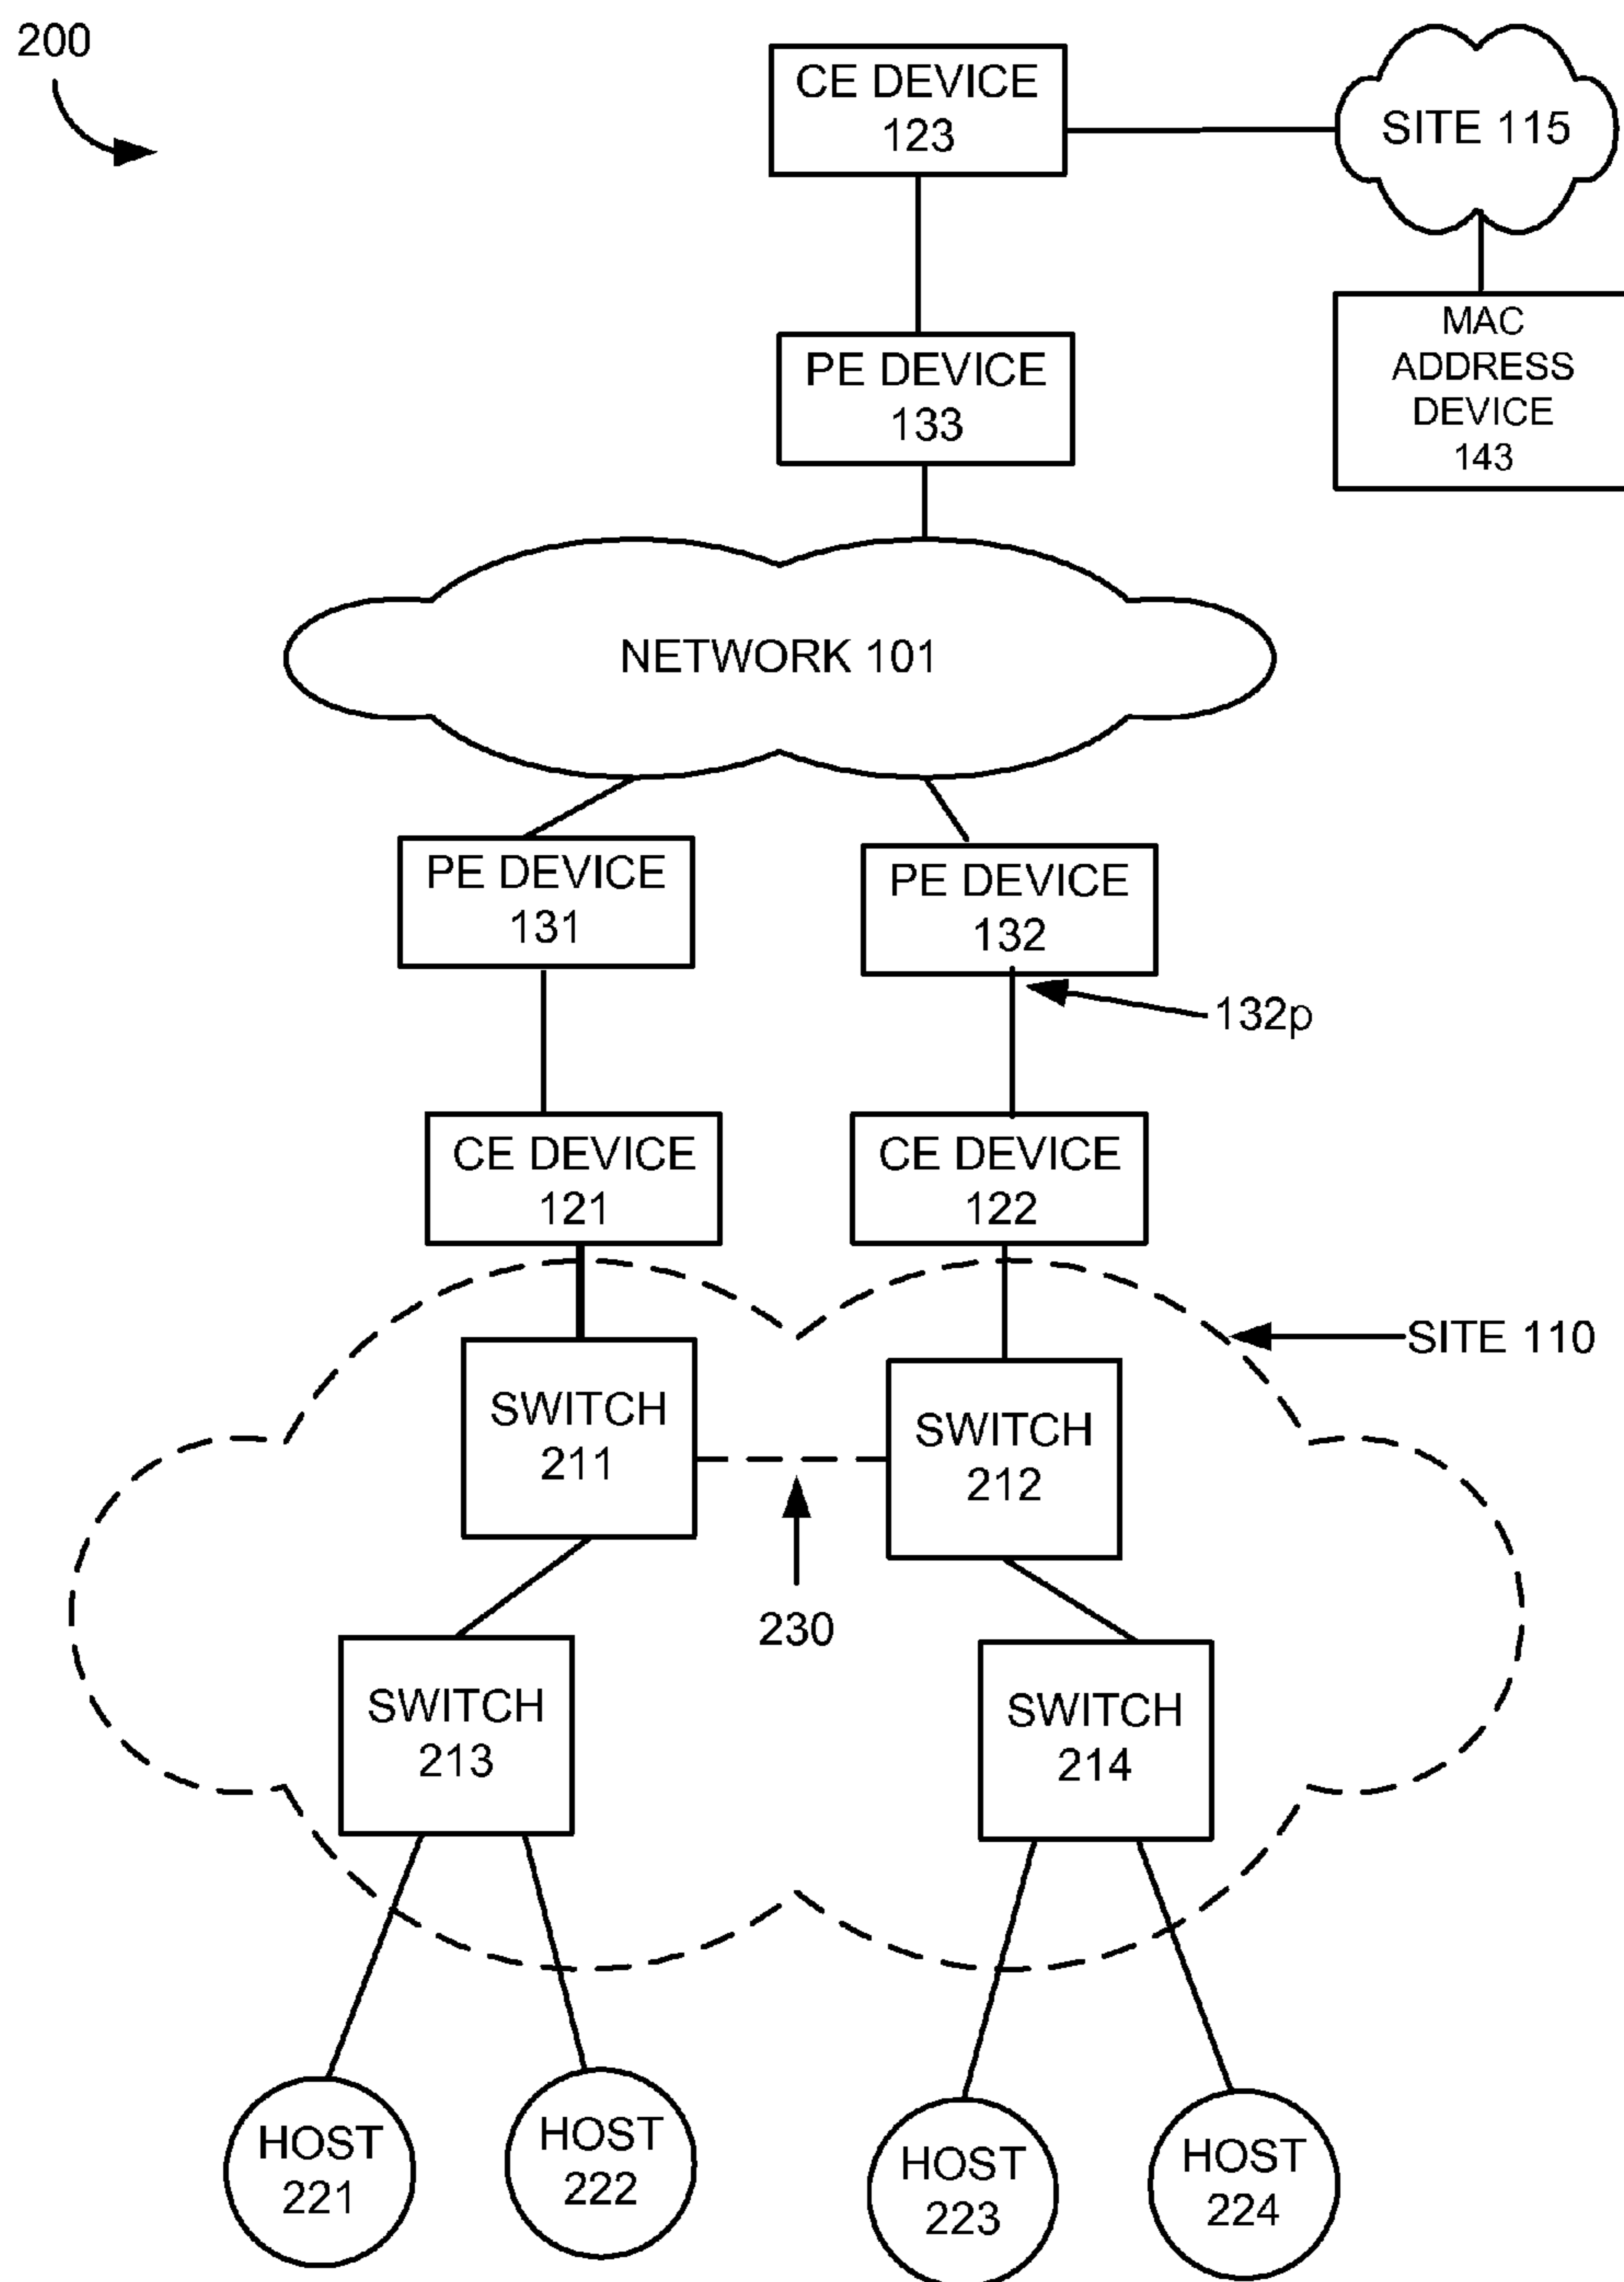 200
CE DEVICE
123
SITE 115
MAC
ADDRESS
DEVICE
143
PE DEVICE
133
NETWORK 101
PE DEVICE
131
PE DEVICE
132
132p
CE DEVICE
121
CE DEVICE
122
SITE 110
SWITCH
211
SWITCH
212
230
SWITCH
213
SWITCH
214
HOST
221
HOST
222
HOST
223
HOST
224